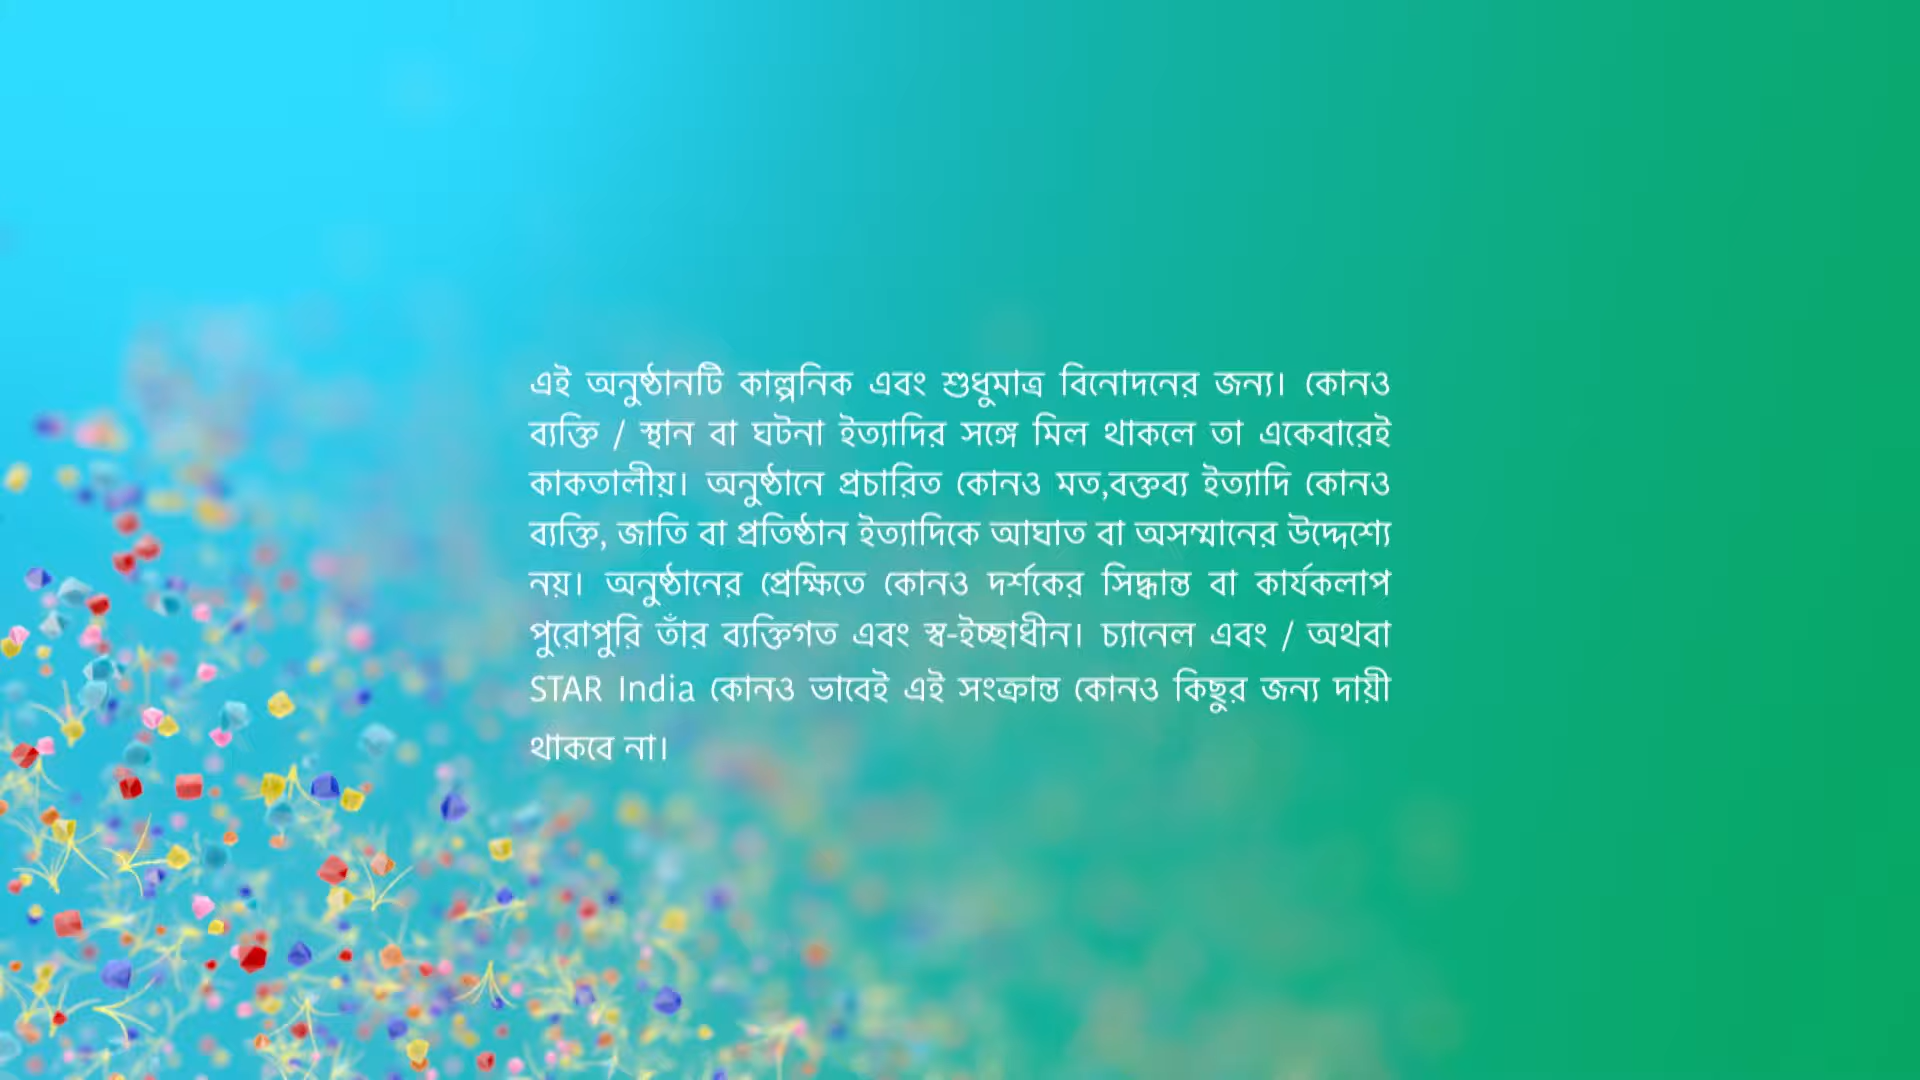 এই অনুষ্ঠানটি কাল্পনিক এবং শুধুমাত্র বিনোদনের জন্য। কোনও
ব্যক্তি / স্থান বা ঘটনা ইত্যাদির সঙ্গে মিল থাকলে তা একেবারেই
কাকতালীয়। অনুষ্ঠানে প্রচারিত কোনও মত,বক্তব্য ইত্যাদি কোনও
ব্যক্তি, জাতি বা প্রতিষ্ঠান ইত্যাদিকে আঘাত বা অসম্মানের উদ্দেশ্যে
নয়। অনুষ্ঠানের প্রেক্ষিতে কোনও দর্শকের সিদ্ধান্ত বা কার্যকলাপ
পুরোপুরি তাঁর ব্যক্তিগত এবং স্ব-ইচ্ছাধীন। চ্যানেল এবং / অথবা
STAR India কোনও ভাবেই এই সংক্রান্ত কোনও কিছুর জন্য দায়ী
থাকবে না।